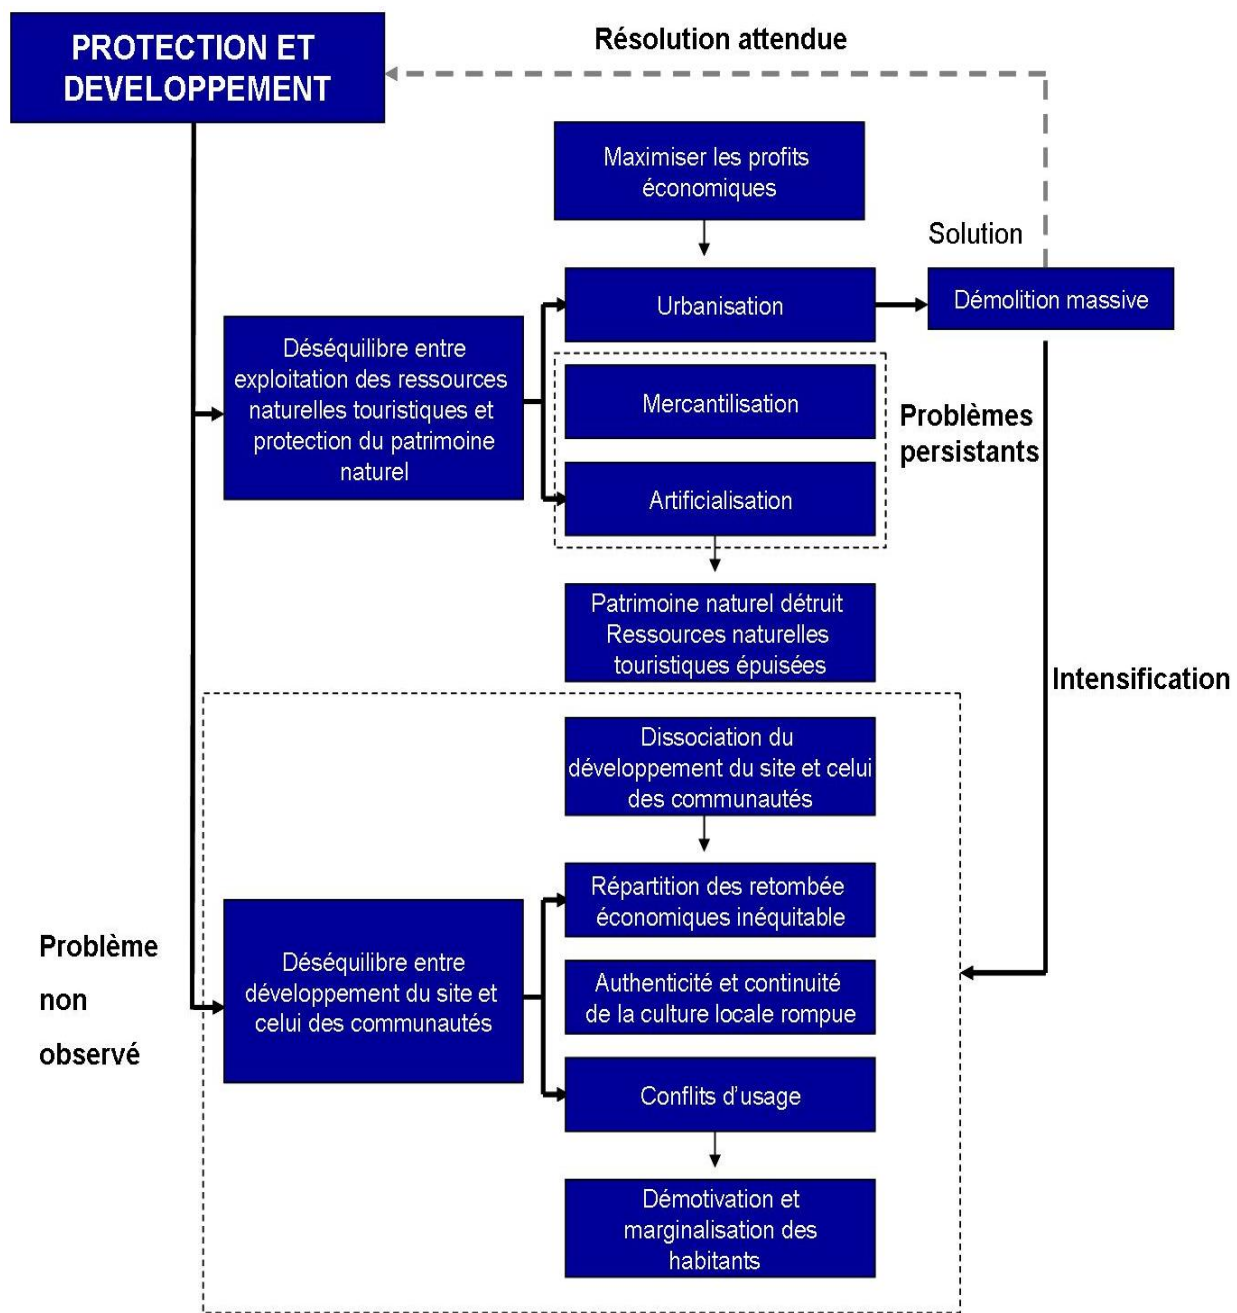 PROTECTION ET
DEVELOPPEMENT
Résolution attendue
Maximiser les profits
économiques
Solution
Urbanisation
Démolition massive
Déséquilibre entre
exploitation des ressources
naturelles touristiques et
protection du patrimoine
naturel
Mercantilisation
Problèmes
persistants
Artificialisation
Patrimoine naturel détruit
Ressources naturelles
touristiques épuisées
Intensification
Dissociation du
développement du site et celui
des communautés
Répartition des retombée
économiques inéquitable
Problème
non
observé
Déséquilibre entre
développement du site et
celui des communautés
Authenticité et continuité
de la culture locale rompue
Conflits d'usage
Démotivation et
marginalisation des
habitants